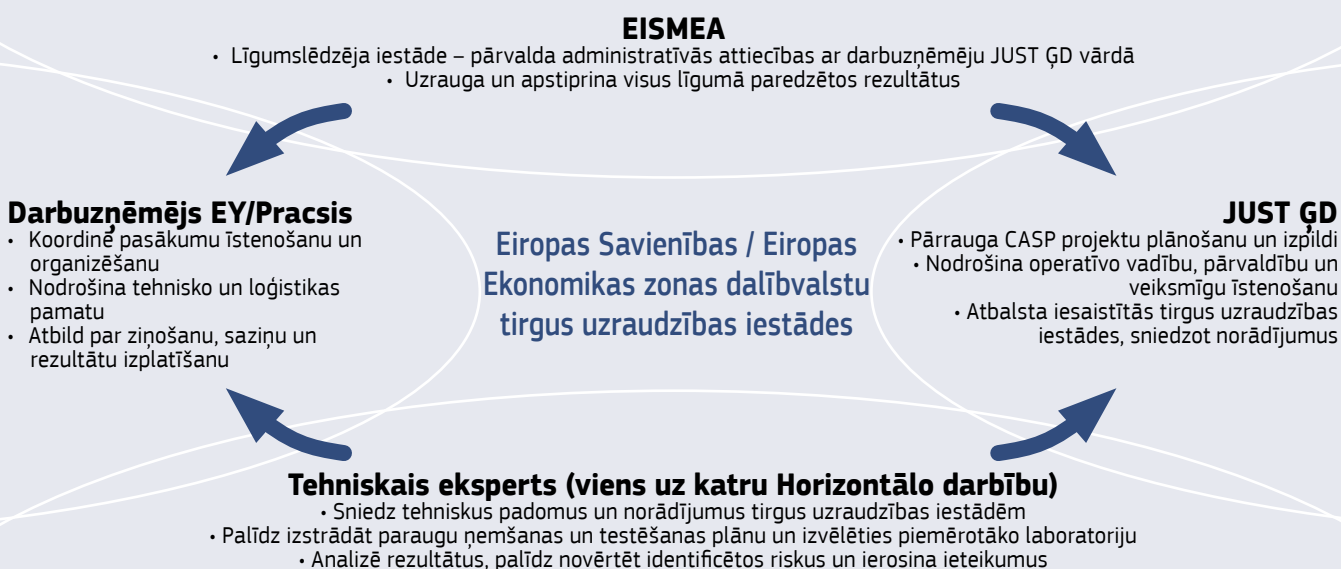 EISMEA
• Līgumslēdzēja iestāde – pārvalda administratīvās attiecības ar darbuzņēmēju JUST ĢD vārdā
• Uzrauga un apstiprina visus līgumā paredzētos rezultātus
Darbuzņēmējs EY/Pracsis
• Koordinē pasākumu īstenošanu un
organizēšanu
• Nodrošina tehnisko un loģistikas
pamatu
• Atbild par ziņošanu, saziņu un
rezultātu izplatīšanu
Eiropas Savienības / Eiropas
Ekonomikas zonas dalībvalstu
tirgus uzraudzības iestādes
JUST ĢD
• Pārrauga CASP projektu plānošanu un izpildi
• Nodrošina operatīvo vadību, pārvaldību un
veiksmīgu īstenošanu
• Atbalsta iesaistītās tirgus uzraudzības
iestādes, sniedzot norādījumus
Tehniskais eksperts (viens uz katru Horizontālo darbību)
• Sniedz tehniskus padomus un norādījumus tirgus uzraudzības iestādēm
• Palīdz izstrādāt paraugu ņemšanas un testēšanas plānu un izvēlēties piemērotāko laboratoriju
• Analizē rezultātus, palīdz novērtēt identificētos riskus un ierosina ieteikumus